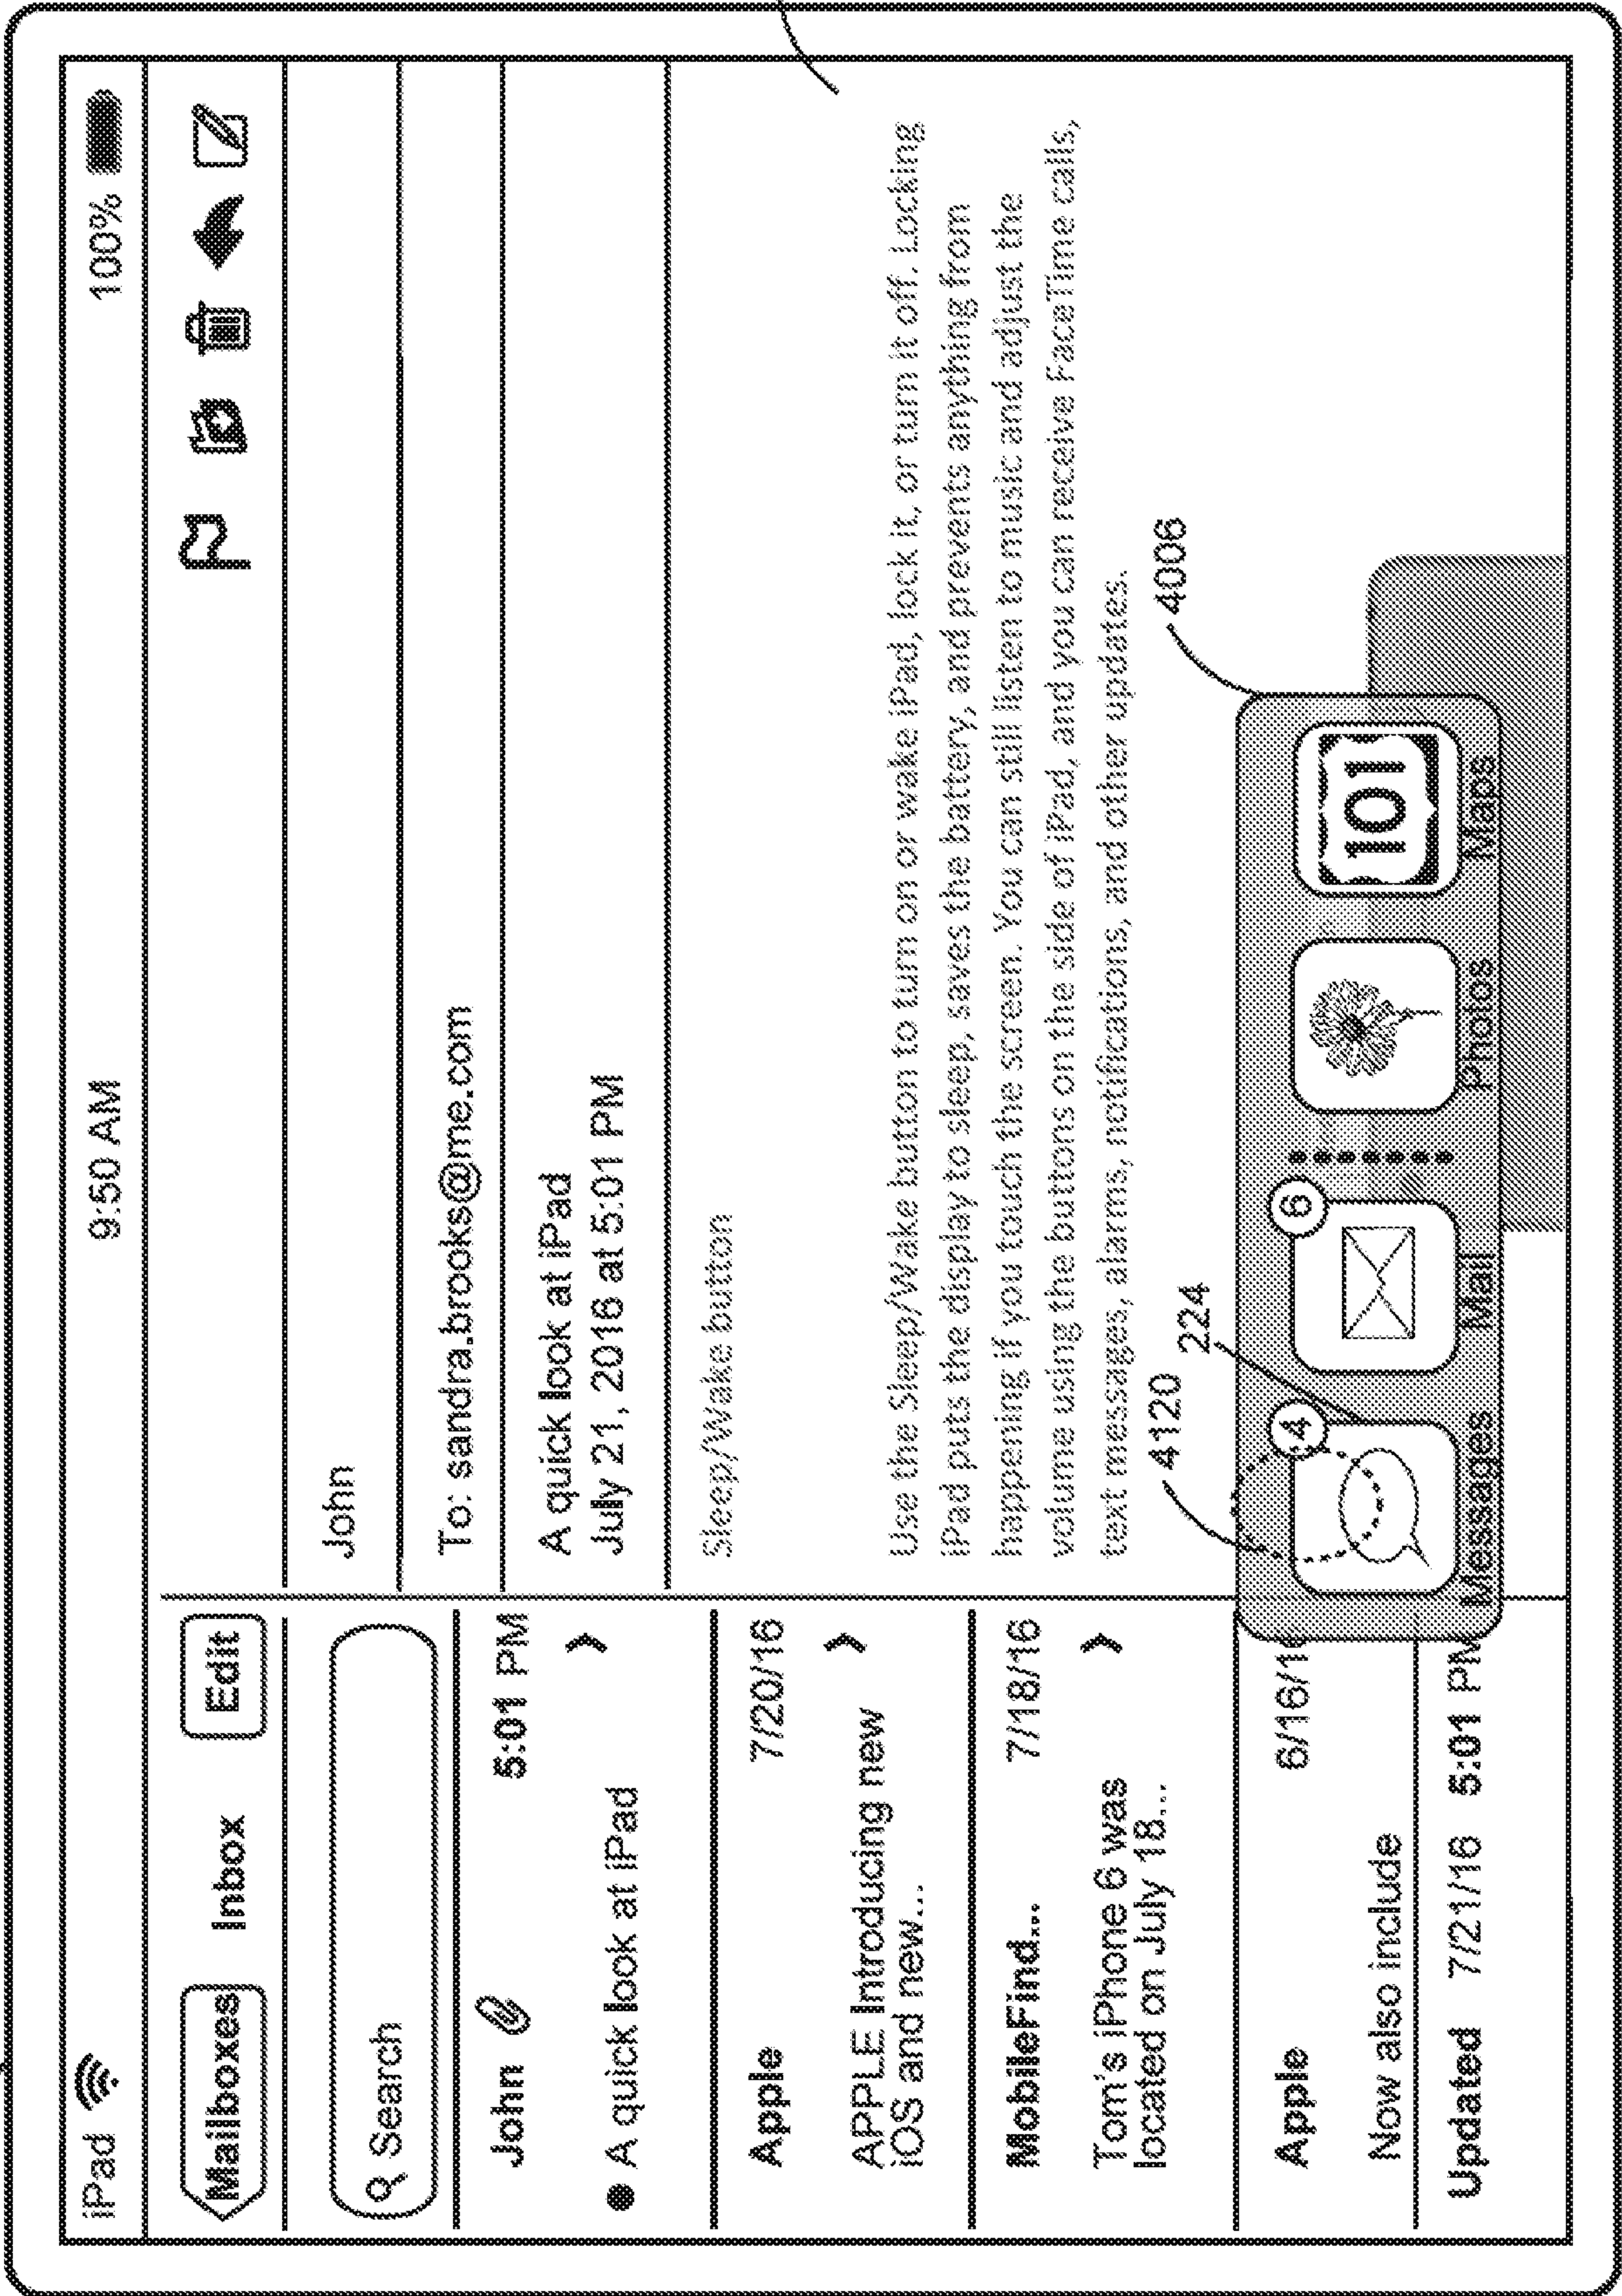 iPad 9:50 AM 100%
Mailboxes Inbox Edit
Search
John 5:01 PM
A quick look at iPad
Apple 7/20/16
APPLE Introducing new
iOS and new...
MobileFind... 7/18/16
Tom's iPhone 6 was
located on July 18...
Apple 6/16/1
Now also include
Updated 7/21/16 5:01 PM
John
To: sandra.brooks@me.com
A quick look at iPad
July 21, 2016 at 5:01 PM
Sleep/Wake button
Use the Sleep/Wake button to turn on or wake iPad, lock it, or turn it off. Locking
iPad puts the display to sleep, saves the battery, and prevents anything from
happening if you touch the screen. You can still listen to music and adjust the
volume using the buttons on the side of iPad, and you can receive FaceTime calls,
text messages, alarms, notifications, and other updates.
4120
224
4006
4
6
101
Messages Mail Photos Maps